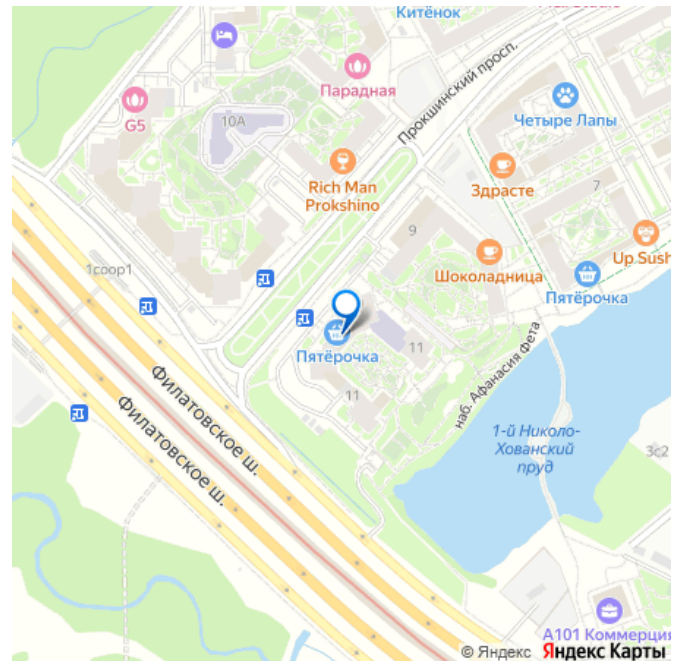 Китёнок
Парадная
Прокшинский просп.
G5
10А
Четыре Лапы
Rich Man
Prokshino
Здрасте
7
9
Шоколадница
Up Sush
1соор1
Пятёрочка
Пятёрочка
11
11
наб. Афанасия Фета
Филатовское ш.
Филатовское ш.
1-й Николо-
Хованский
пруд
3с2
А101 Коммерция
© Яндекс Яндекс Карты